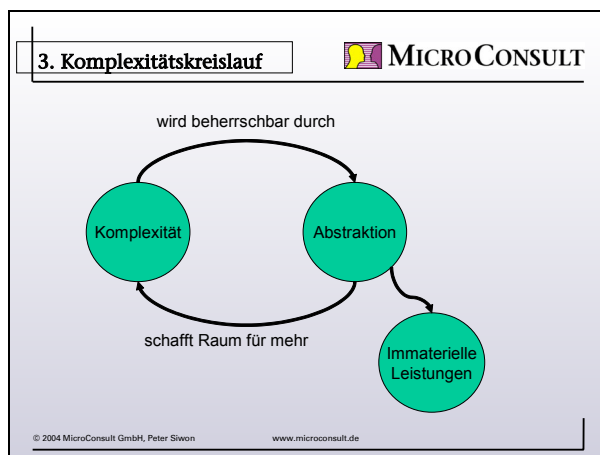 3. Komplexitätskreislauf
MICROCONSULT
wird beherrschbar durch
Komplexität
Abstraktion
schafft Raum für mehr
Immaterielle
Leistungen
© 2004 MicroConsult GmbH, Peter Siwon
www.microconsult.de